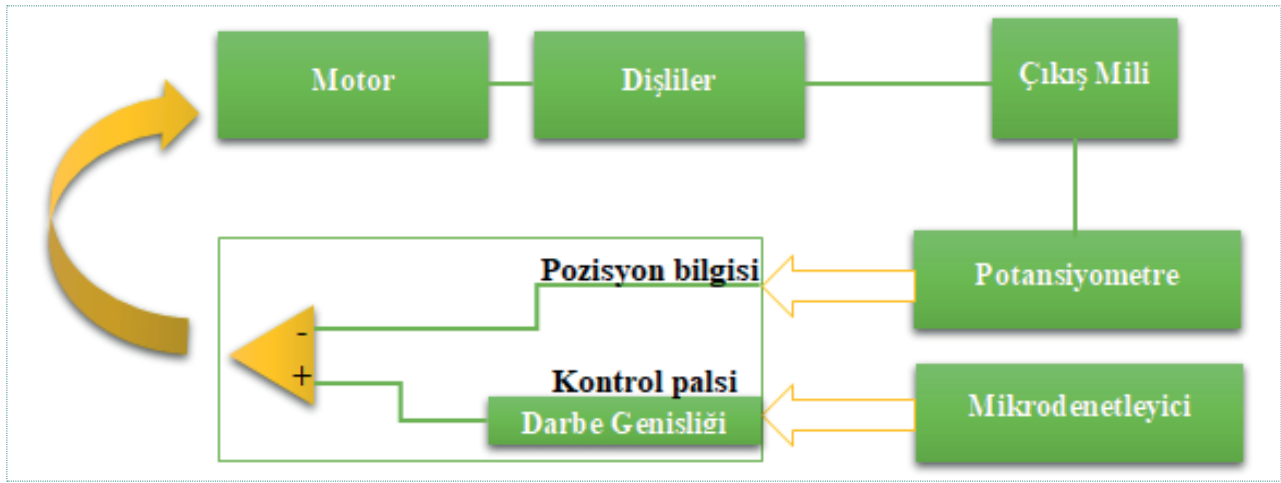 Motor
Dişliler
Çıkış Mili
Pozisyon bilgisi
Potansiyometre
-
+
Kontrol palsi
Mikrodenetleyici
Darbe Genisliği